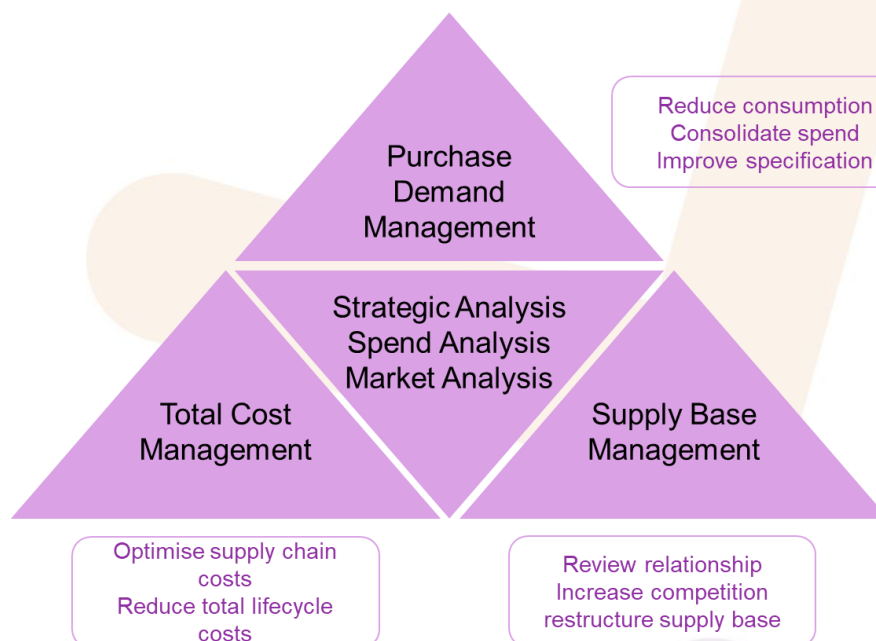 Purchase
Demand
Management
Reduce consumption
Consolidate spend
Improve specification
Strategic Analysis
Spend Analysis
Market Analysis
Total Cost
Management
Supply Base
Management
Optimise supply chain
costs
Reduce total lifecycle
costs
Review relationship
Increase competition
restructure supply base